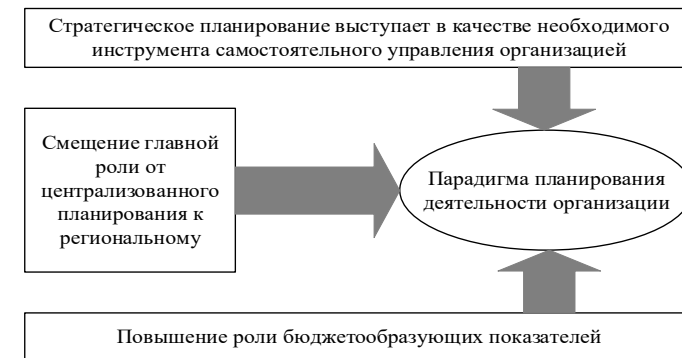 Стратегическое планирование выступает в качестве необходимого
инструмента самостоятельного управления организацией
Смещение главной
роли от
централизованного
планирования к
региональному
Парадигма планирования
деятельности организации
Повышение роли бюджетообразующих показателей